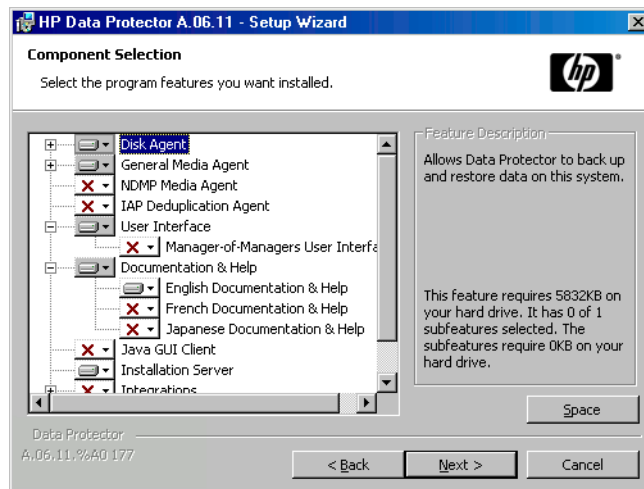 HP Data Protector A.06.11 - Setup Wizard
Component Selection
Select the program features you want installed.
hp
Disk Agent
General Media Agent
NDMP Media Agent
IAP Deduplication Agent
User Interface
Manager-of-Managers User Interfa
Documentation & Help
English Documentation & Help
French Documentation & Help
Japanese Documentation & Help
Java GUI Client
Installation Server
Integrations
Feature Description
Allows Data Protector to back up
and restore data on this system.
This feature requires 5832KB on
your hard drive. It has 0 of 1
subfeatures selected. The
subfeatures require 0KB on your
hard drive.
Space
Data Protector
A.06.11.%A0 177
< Back
Next >
Cancel